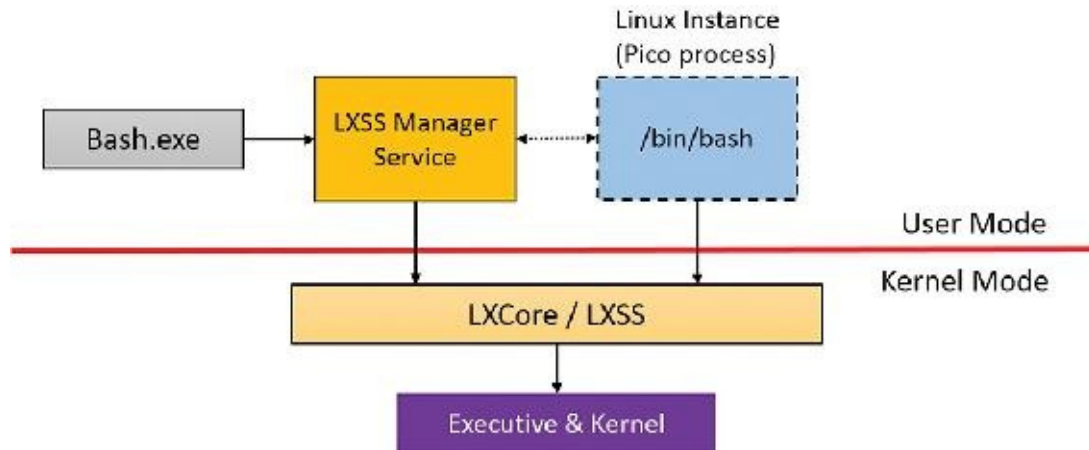 Linux Instance
(Pico process)
Bash.exe
LXSS Manager
Service
/bin/bash
User Mode
Kernel Mode
LXCore / LXSS
Executive & Kernel